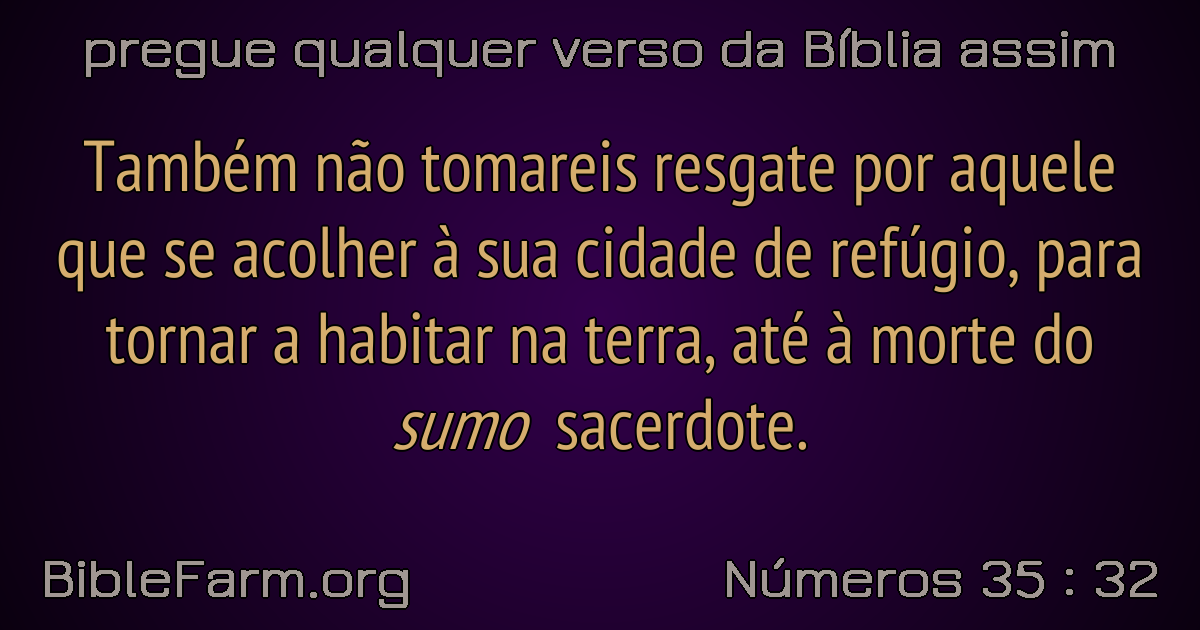 pregue qualquer verso da Bíblia assim
Também não tomareis resgate por aquele
que se acolher à sua cidade de refúgio, para
tornar a habitar na terra, até à morte do
sumo sacerdote.
BibleFarm.org
Números 35 : 32